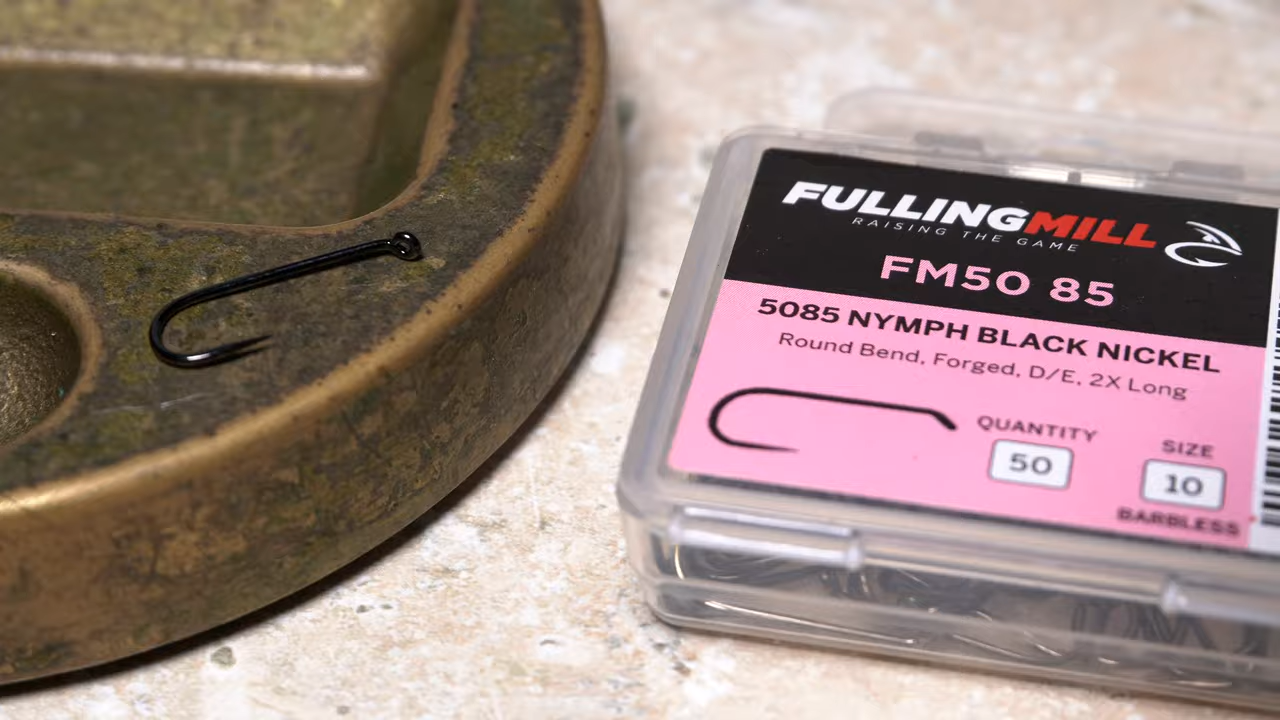 FULLINGMILL
RAISING THE GAME
FM50 85
5085 NYMPH BLACK NICKEL
Round Bend, Forged, D/E, 2X Long
QUANTITY
50
SIZE
10
BARBLESS